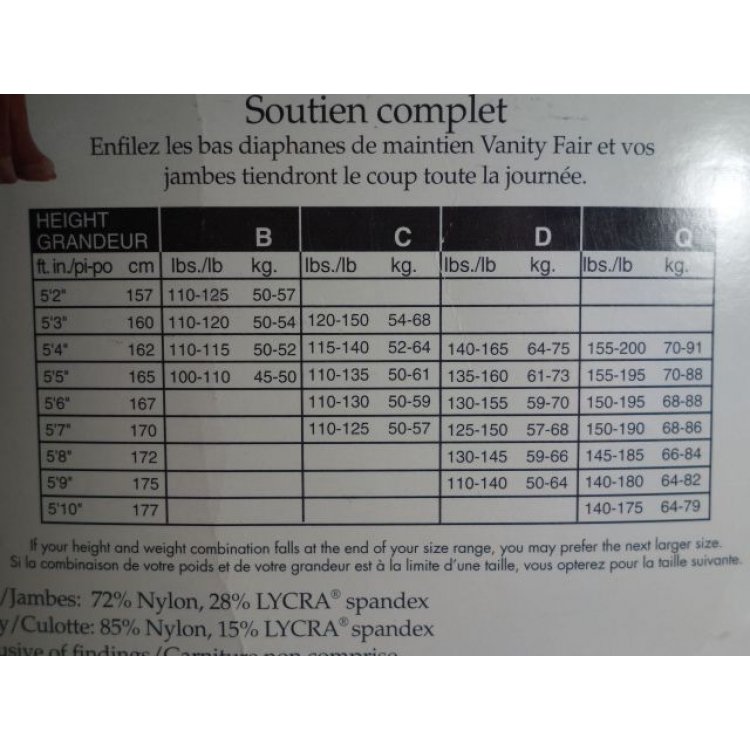 Soutien complet
Enfilez les bas diaphanes de maintien Vanity Fair et vos
jambes tiendront le coup toute la journée.
HEIGHT
GRANDEUR B C D Q
ft. in./pi-po cm lbs./lb kg. lbs./lb kg. lbs./lb kg. lbs./lb kg.
5'2" 157 110-125 50-57
5'3" 160 110-120 50-54 120-150 54-68
5'4" 162 110-115 50-52 115-140 52-64 140-165 64-75 155-200 70-91
5'5" 165 100-110 45-50 110-135 50-61 135-160 61-73 155-195 70-88
5'6" 167 110-130 50-59 130-155 59-70 150-195 68-88
5'7" 170 110-125 50-57 125-150 57-68 150-190 68-86
5'8" 172 130-145 59-66 145-185 66-84
5'9" 175 110-140 50-64 140-180 64-82
5'10" 177 140-175 64-79
If your height and weight combination falls at the end of your size range, you may prefer the next larger size.
Si la combinaison de votre poids et de votre grandeur est à la limite d'une taille, vous opterez pour la taille suivante.
/Jambes: 72% Nylon, 28% LYCRA® spandex
y/Culotte: 85% Nylon, 15% LYCRA® spandex
usive of findings/Garniture non comprise